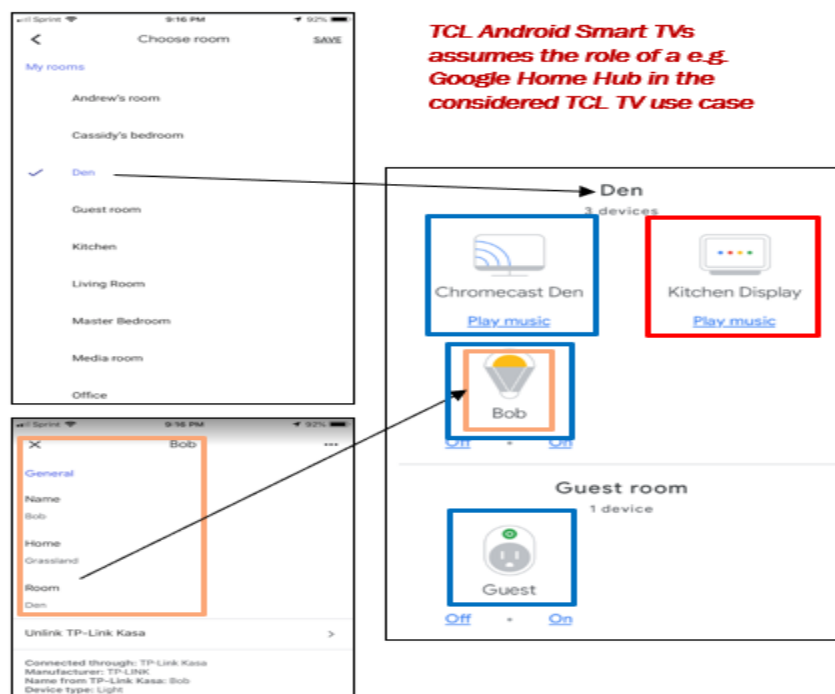 Sprint 9:16 PM 92%
Choose room SAVE
My rooms
Andrew's room
Cassidy's bedroom
Den
Guest room
Kitchen
Living Room
Master Bedroom
Media room
Office
TCL Android Smart TVs
assumes the role of a e.g.
Google Home Hub in the
considered TCL TV use case
Den
3 devices
Chromecast Den
Play music
Kitchen Display
Play music
Bob
Off • On
Guest room
1 device
Guest
Off • On
Sprint 9:16 PM 92%
Bob
General
Name
Bob
Home
Grassland
Room
Den
Unlink TP-Link Kasa
Connected through: TP-Link Kasa
Manufacturer: TP-LINK
Name from TP-Link Kasa: Bob
Device type: Light